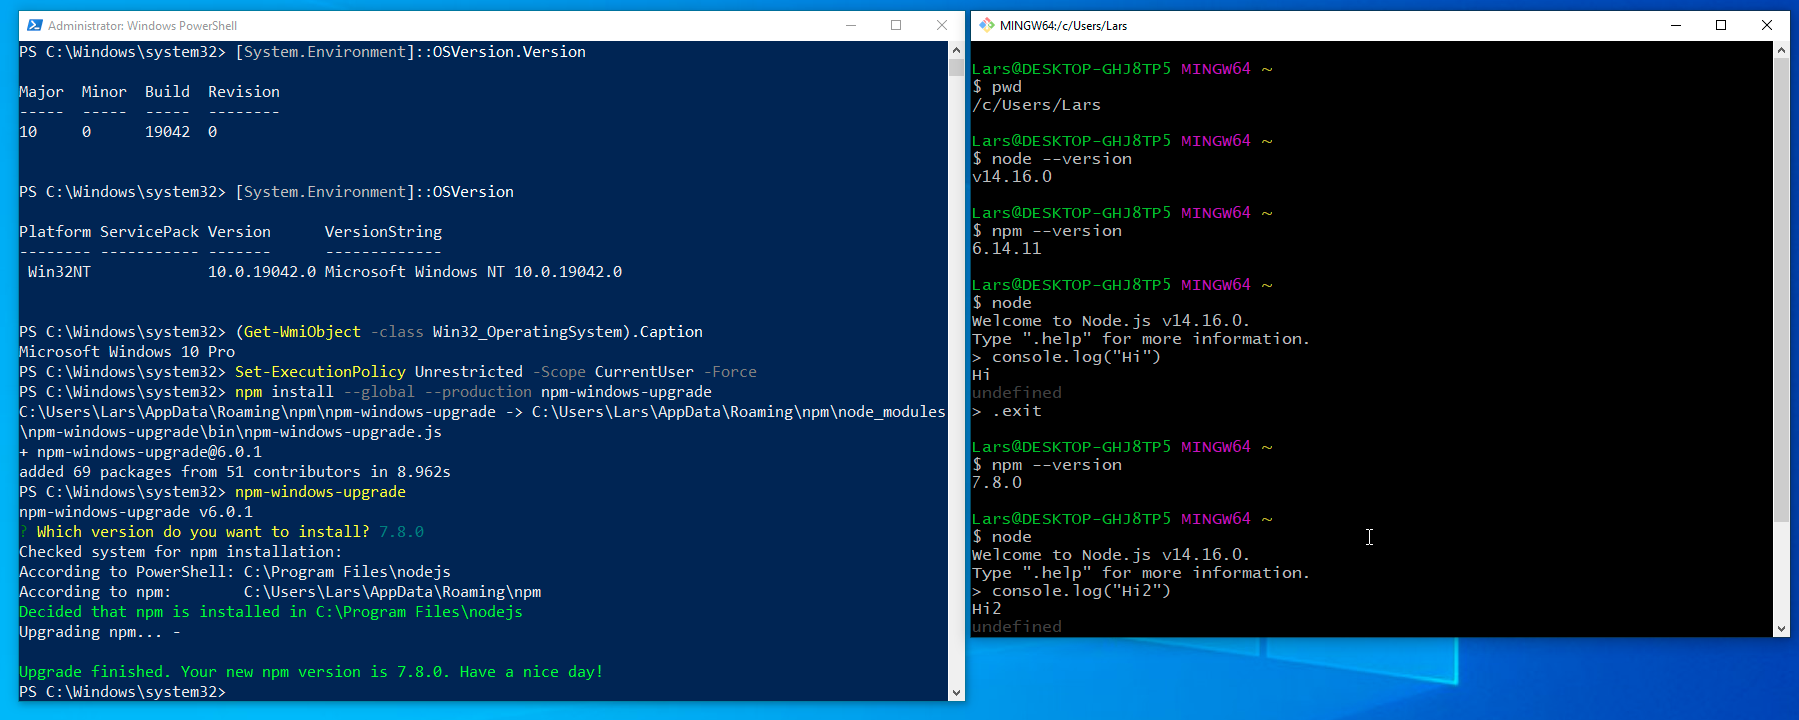 Administrator: Windows PowerShell
PS C:\Windows\system32> [System.Environment]::OSVersion.Version
Major  Minor  Build  Revision
-----  -----  -----  --------
10     0      19042  0
PS C:\Windows\system32> [System.Environment]::OSVersion
Platform ServicePack Version      VersionString
-------- ----------- -------      -------------
 Win32NT             10.0.19042.0 Microsoft Windows NT 10.0.19042.0
PS C:\Windows\system32> (Get-WmiObject -class Win32_OperatingSystem).Caption
Microsoft Windows 10 Pro
PS C:\Windows\system32> Set-ExecutionPolicy Unrestricted -Scope CurrentUser -Force
PS C:\Windows\system32> npm install --global --production npm-windows-upgrade
C:\Users\Lars\AppData\Roaming\npm\npm-windows-upgrade -> C:\Users\Lars\AppData\Roaming\npm\node_modules
\npm-windows-upgrade\bin\npm-windows-upgrade.js
+ npm-windows-upgrade@6.0.1
added 69 packages from 51 contributors in 8.962s
PS C:\Windows\system32> npm-windows-upgrade
npm-windows-upgrade v6.0.1
? Which version do you want to install? 7.8.0
Checked system for npm installation:
According to PowerShell: C:\Program Files\nodejs
According to npm:        C:\Users\Lars\AppData\Roaming\npm
Decided that npm is installed in C:\Program Files\nodejs
Upgrading npm... -
Upgrade finished. Your new npm version is 7.8.0. Have a nice day!
PS C:\Windows\system32>
MINGW64:/c/Users/Lars
Lars@DESKTOP-GHJ8TP5 MINGW64 ~
$ pwd
/c/Users/Lars
Lars@DESKTOP-GHJ8TP5 MINGW64 ~
$ node --version
v14.16.0
Lars@DESKTOP-GHJ8TP5 MINGW64 ~
$ npm --version
6.14.11
Lars@DESKTOP-GHJ8TP5 MINGW64 ~
$ node
Welcome to Node.js v14.16.0.
Type ".help" for more information.
> console.log("Hi")
Hi
undefined
> .exit
Lars@DESKTOP-GHJ8TP5 MINGW64 ~
$ npm --version
7.8.0
Lars@DESKTOP-GHJ8TP5 MINGW64 ~
$ node
Welcome to Node.js v14.16.0.
Type ".help" for more information.
> console.log("Hi2")
Hi2
undefined